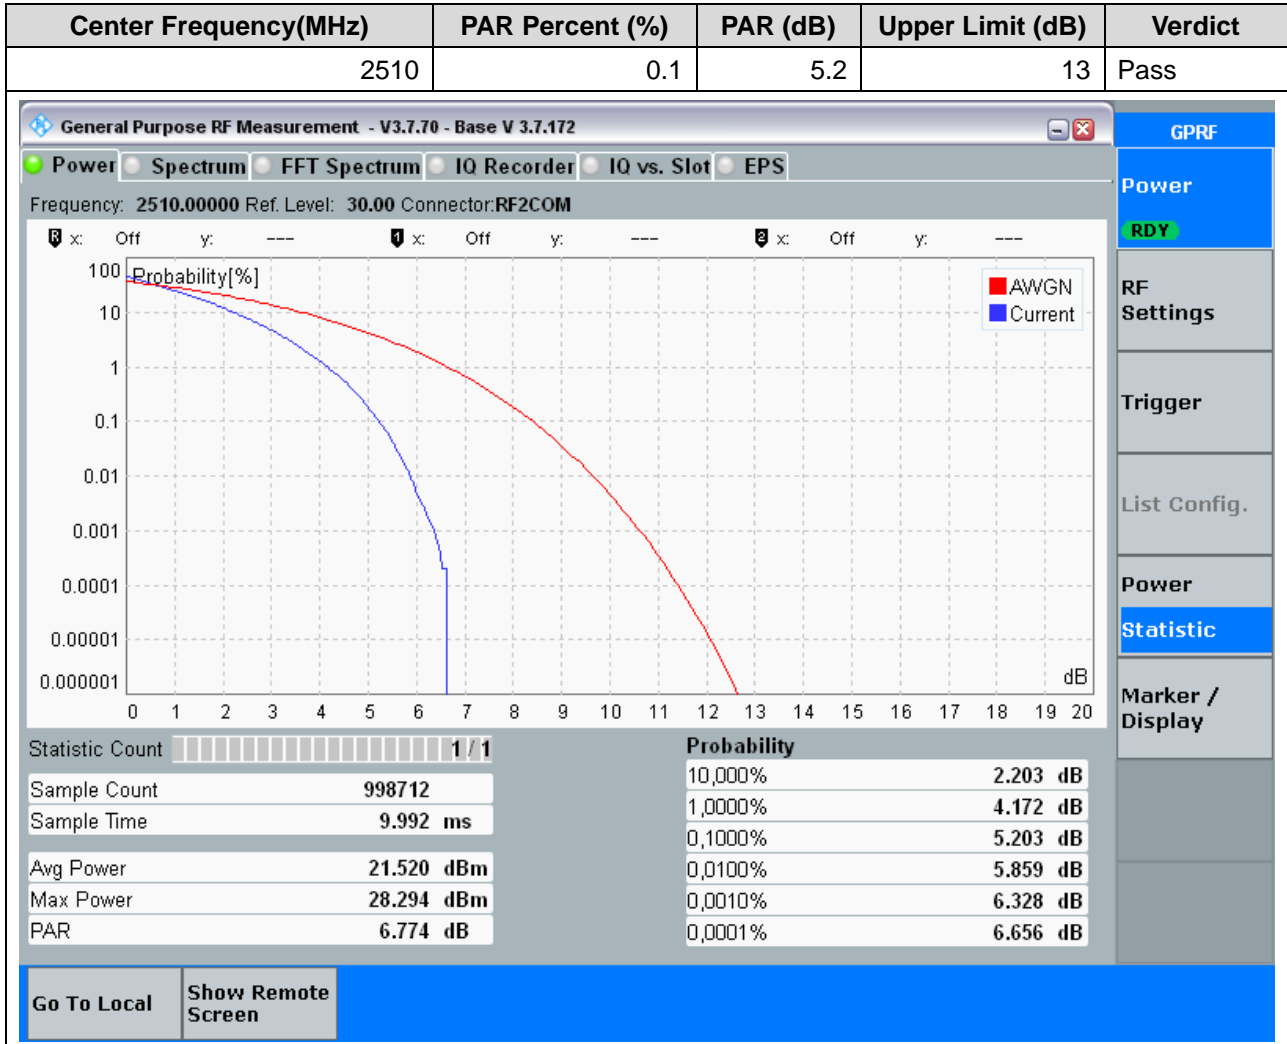 Center Frequency(MHz) PAR Percent (%) PAR (dB) Upper Limit (dB) Verdict
2510 0.1 5.2 13 Pass
General Purpose RF Measurement - V3.7.70 - Base V 3.7.172
GPRF
Power Spectrum FFT Spectrum IQ Recorder IQ vs. Slot EPS
Frequency: 2510.00000 Ref. Level: 30.00 Connector:RF2COM
R x: Off y: --- 1 x: Off y: --- 2 x: Off y: ---
Power
RDY
RF
Settings
Trigger
List Config.
Power
Statistic
Marker /
Display
Probability[%]
AWGN
Current
100
10
1
0.1
0.01
0.001
0.0001
0.00001
0.000001
dB
0 1 2 3 4 5 6 7 8 9 10 11 12 13 14 15 16 17 18 19 20
Statistic Count 1 / 1
Sample Count 998712
Sample Time 9.992 ms
Avg Power 21.520 dBm
Max Power 28.294 dBm
PAR 6.774 dB
Probability
10,000% 2.203 dB
1,0000% 4.172 dB
0,1000% 5.203 dB
0,0100% 5.859 dB
0,0010% 6.328 dB
0,0001% 6.656 dB
Go To Local
Show Remote
Screen